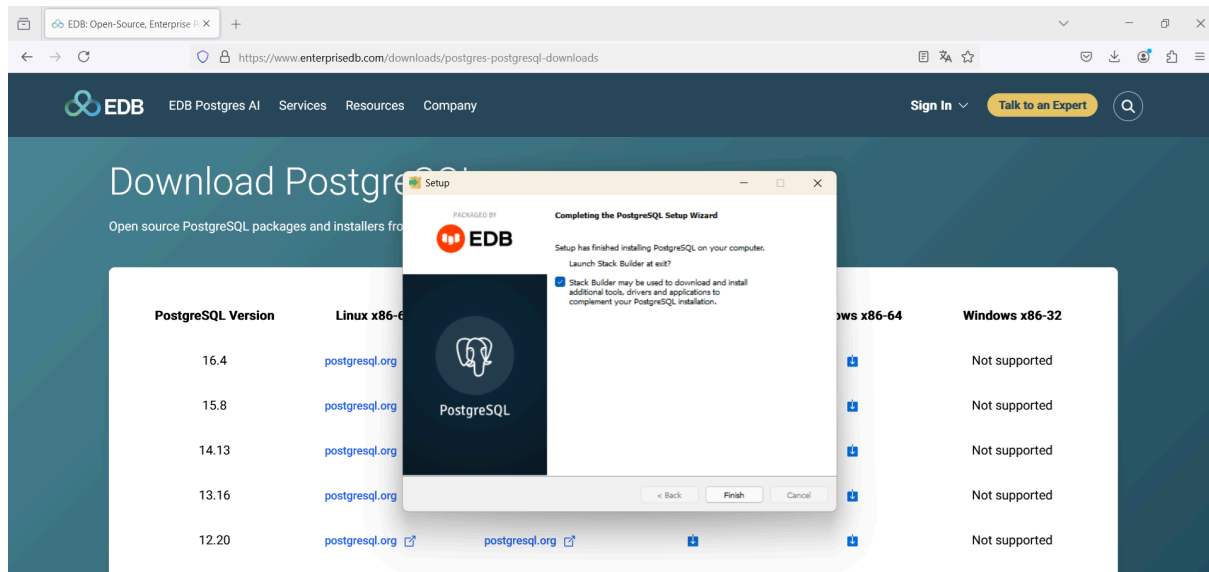 EDB: Open-Source, Enterprise
https://www.enterprisedb.com/downloads/postgres-postgresql-downloads
EDB EDB Postgres AI Services Resources Company Sign In Talk to an Expert
Download Postgre
Open source PostgreSQL packages and installers fro
Setup
PACKAGED BY
EDB
PostgreSQL
Completing the PostgreSQL Setup Wizard
Setup has finished installing PostgreSQL on your computer.
Launch Stack Builder at exit?
Stack Builder may be used to download and install
additional tools, drivers and applications to
complement your PostgreSQL installation.
< Back Finish Cancel
PostgreSQL Version Linux x86-6 ows x86-64 Windows x86-32
16.4 postgresql.org Not supported
15.8 postgresql.org Not supported
14.13 postgresql.org Not supported
13.16 postgresql.org Not supported
12.20 postgresql.org postgresql.org Not supported